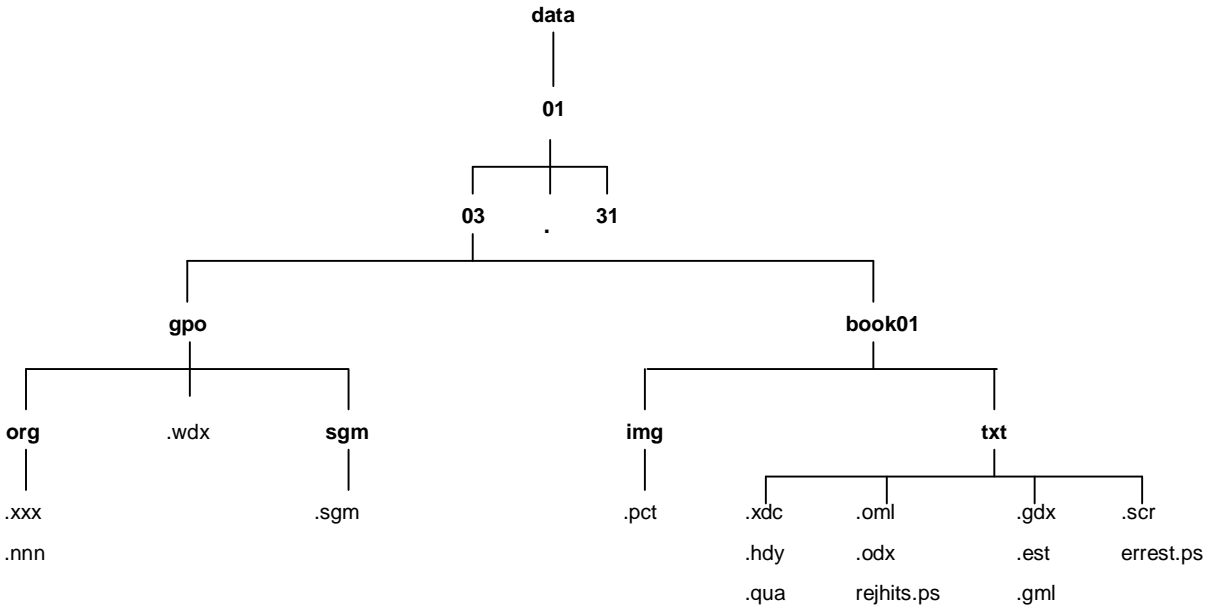 data
01
03 . 31
gpo book01
org .wdx sgm img txt
.xxx .sgm .pct .xdc .oml .gdx .scr
.nnn .hdy .odx .est errest.ps
.qua rejhits.ps .gml